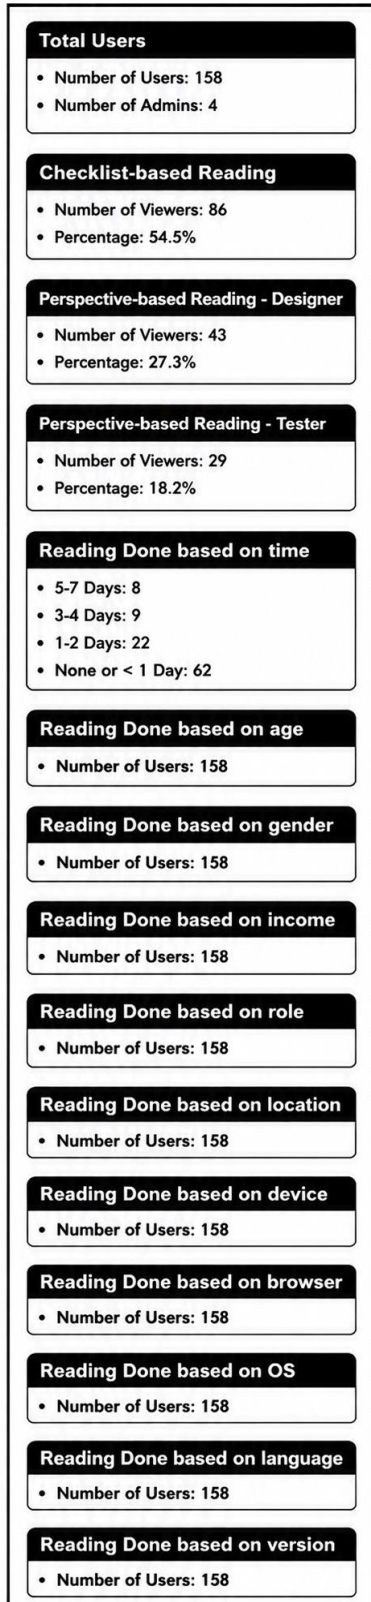 Total Users
• Number of Users: 158
• Number of Admins: 4
Checklist-based Reading
• Number of Viewers: 86
• Percentage: 54.5%
Perspective-based Reading - Designer
• Number of Viewers: 43
• Percentage: 27.3%
Perspective-based Reading - Tester
• Number of Viewers: 29
• Percentage: 18.2%
Reading Done based on time
• 5-7 Days: 8
• 3-4 Days: 9
• 1-2 Days: 22
• None or < 1 Day: 62
Reading Done based on age
• Number of Users: 158
Reading Done based on gender
• Number of Users: 158
Reading Done based on income
• Number of Users: 158
Reading Done based on role
• Number of Users: 158
Reading Done based on location
• Number of Users: 158
Reading Done based on device
• Number of Users: 158
Reading Done based on browser
• Number of Users: 158
Reading Done based on OS
• Number of Users: 158
Reading Done based on language
• Number of Users: 158
Reading Done based on version
• Number of Users: 158